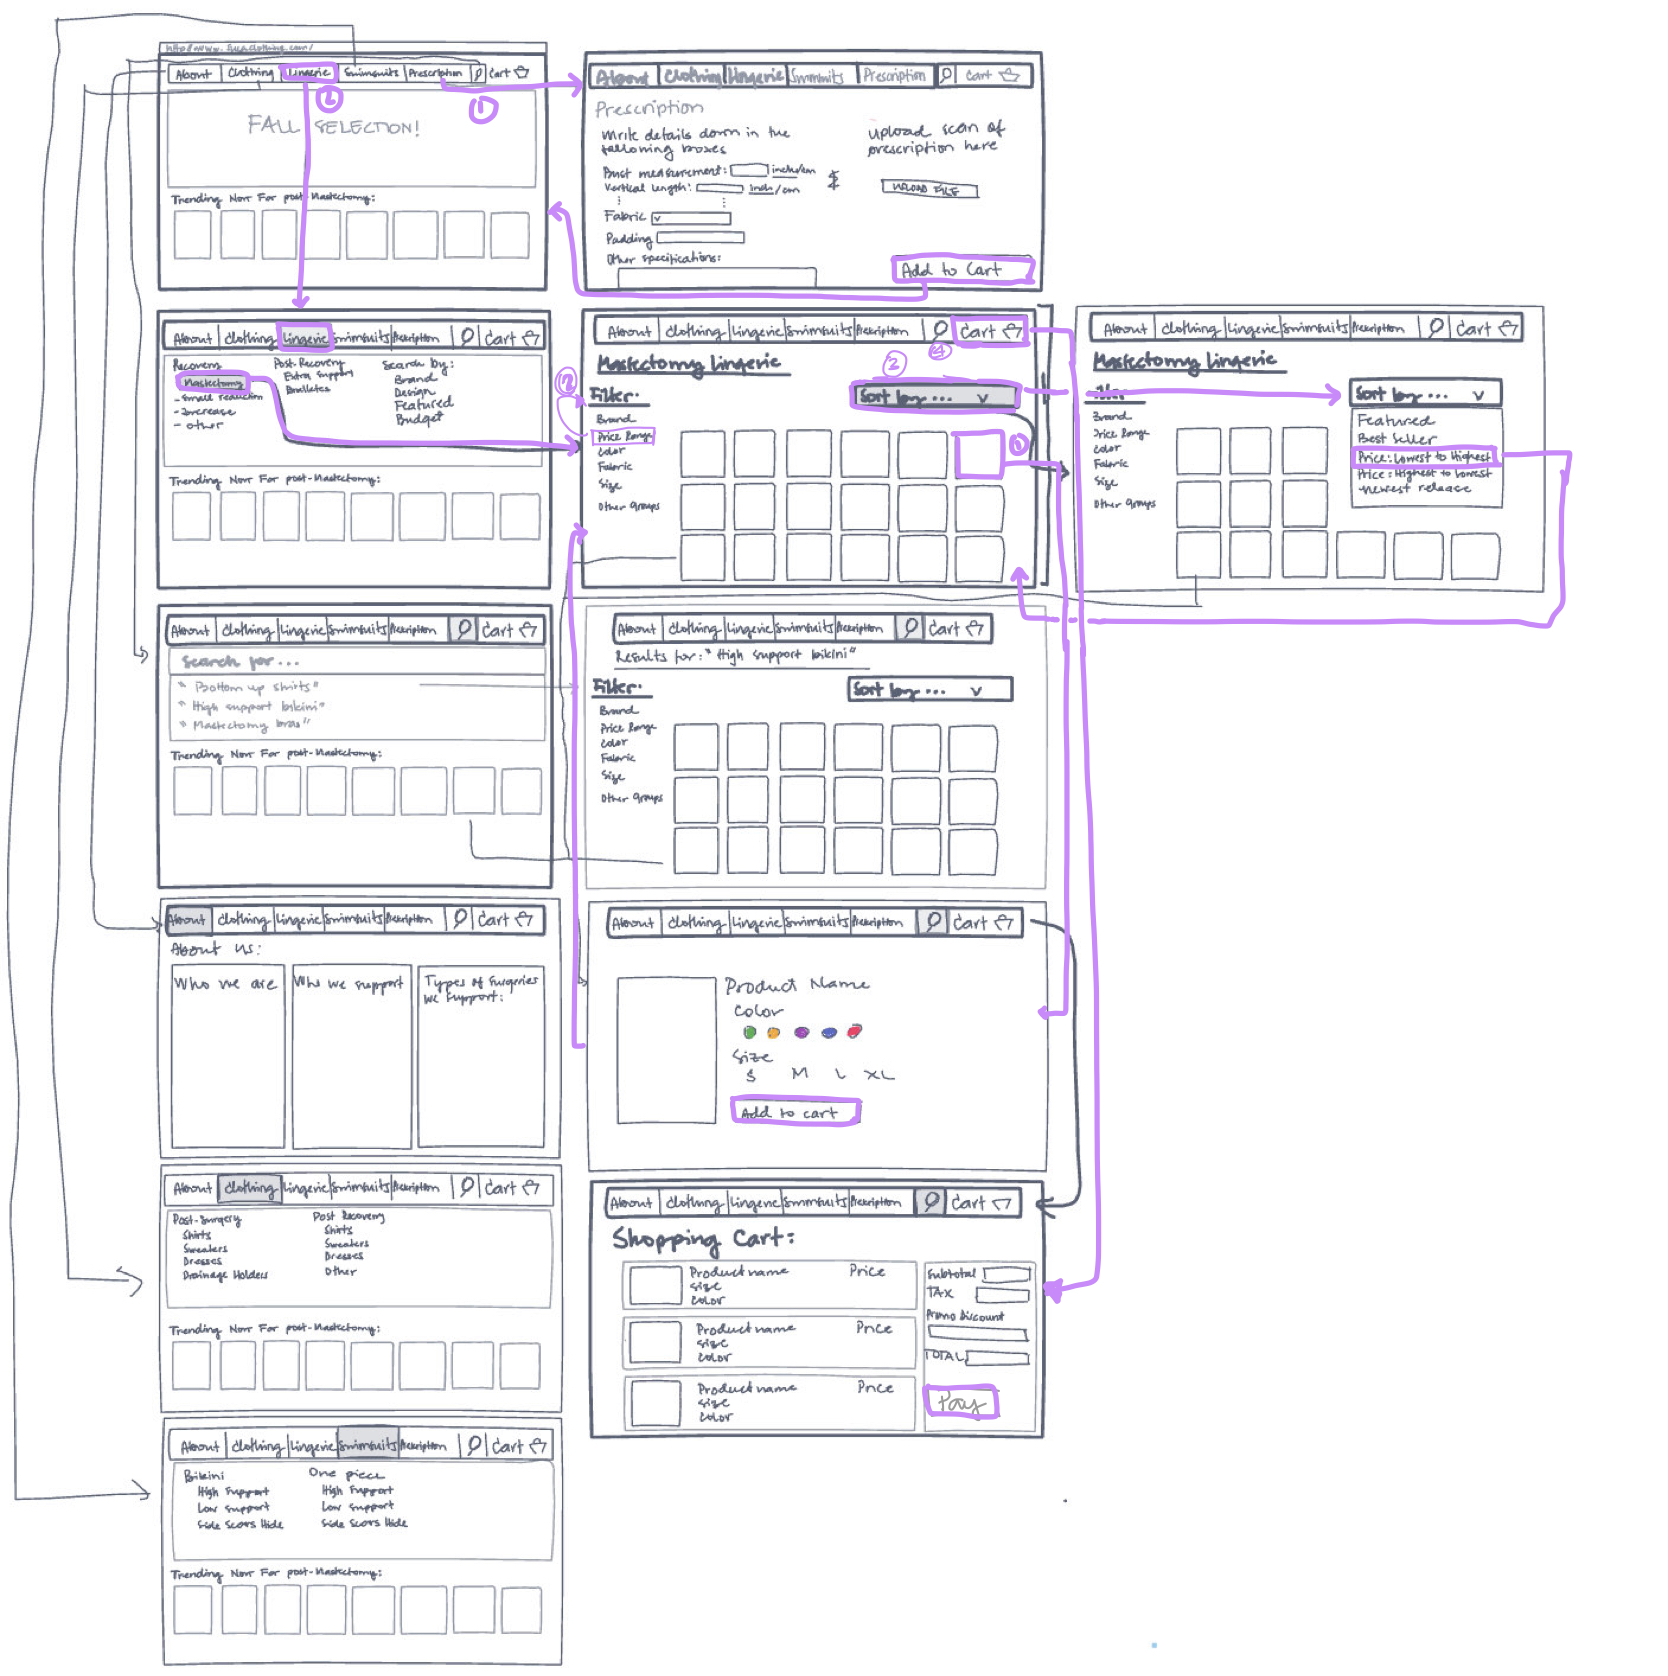 About Clothing Lingerie Swimsuits Prescription Cart
2 1
FALL SELECTION!
Trending Now For post-Mastectomy:
About Clothing Lingerie Swimsuits Prescription Cart
Prescription
Write details down in the
following boxes
Bust measurement: inch/cm
Vertical length: inch/cm
Fabric v
Padding
Other specifications:
Upload scan of
prescription here
UPLOAD FILE
Add to Cart
About Clothing Lingerie Swimsuits Prescription Cart
Recovery
Mastectomy
- Small reduction
- Increase
- other
Post-Recovery
Extra Support
Bralletes
Search by:
Brand
Design
Featured
Budget
Trending Now For post-Mastectomy:
About Clothing Lingerie Swimsuits Prescription Cart
Mastectomy Lingerie
Filter:
Sort by ... v
Brand
Price Range
Color
Fabric
Size
Other Groups
About Clothing Lingerie Swimsuits Prescription Cart
Mastectomy Lingerie
Filter
Brand
Price Range
Color
Fabric
Size
Other Groups
Sort by ... v
Featured
Best Seller
Price: Lowest to Highest
Price: Highest to Lowest
newest release
About Clothing Lingerie Swimsuits Prescription Cart
Search for ...
"Bottom up shirts"
"High support bikini"
"Mastectomy bras"
Trending Now For post-Mastectomy:
About Clothing Lingerie Swimsuits Prescription Cart
Results for: "High support bikini"
Filter:
Sort by ... v
Brand
Price Range
Color
Fabric
Size
Other Groups
About Clothing Lingerie Swimsuits Prescription Cart
About us:
Who we are
Who we support
Types of Surgeries
we support:
About Clothing Lingerie Swimsuits Prescription Cart
Product Name
Color
Size
S M L XL
Add to cart
About Clothing Lingerie Swimsuits Prescription Cart
Post-Surgery
Shirts
Sweaters
Dresses
Drainage Holders
Post Recovery
Shirts
Sweaters
Dresses
Other
Trending Now For post-Mastectomy:
About Clothing Lingerie Swimsuits Prescription Cart
Shopping Cart:
Product name Price
Size
Color
Product name Price
Size
Color
Product name Price
Size
Color
Subtotal
TAX
Promo Discount
TOTAL
Pay
About Clothing Lingerie Swimsuits Prescription Cart
Bikini
High Support
Low support
Side Scars Hide
One piece
High Support
Low support
Side Scars Hide
Trending Now For post-Mastectomy: